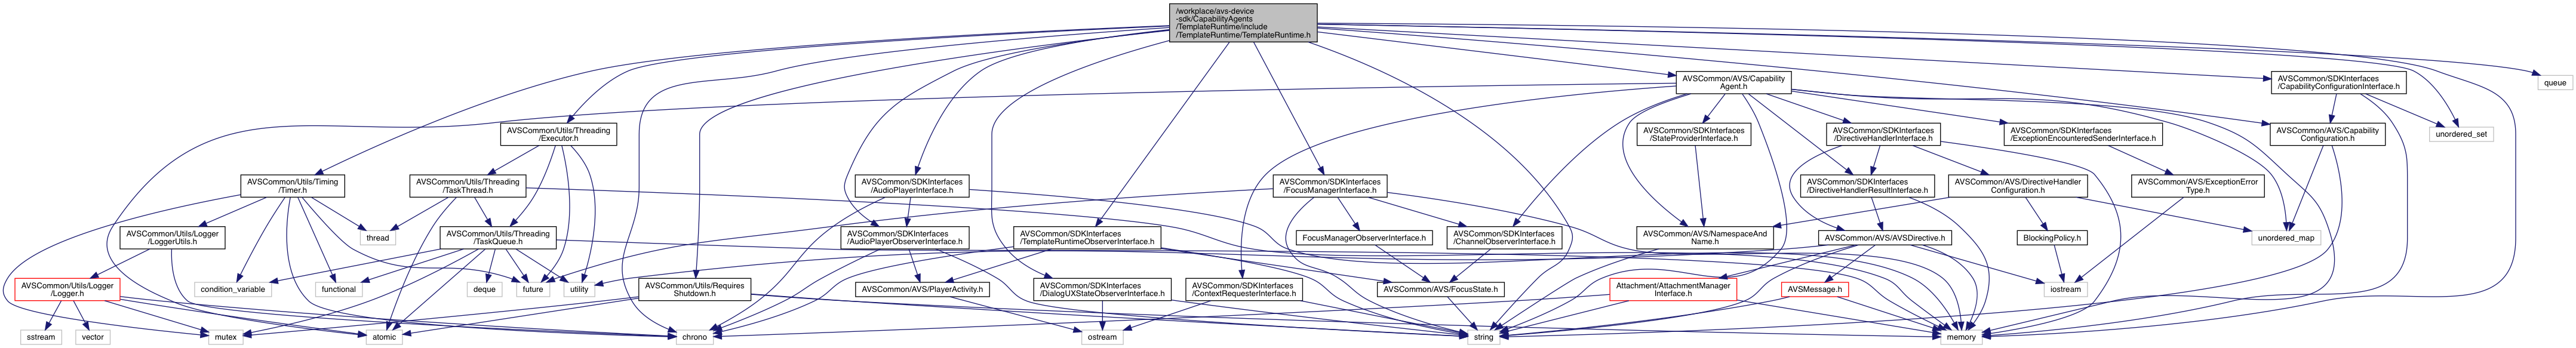 /workplace/avs-device
-sdk/CapabilityAgents
/TemplateRuntime/include
/TemplateRuntime/TemplateRuntime.h
AVSCommon/AVS/Capability
Agent.h
AVSCommon/SDKInterfaces
/CapabilityConfigurationInterface.h
queue
AVSCommon/Utils/Threading
/Executor.h
AVSCommon/SDKInterfaces
/StateProviderInterface.h
AVSCommon/SDKInterfaces
/DirectiveHandlerInterface.h
AVSCommon/SDKInterfaces
/ExceptionEncounteredSenderInterface.h
AVSCommon/AVS/Capability
Configuration.h
unordered_set
AVSCommon/Utils/Timing
/Timer.h
AVSCommon/Utils/Threading
/TaskThread.h
AVSCommon/SDKInterfaces
/AudioPlayerInterface.h
AVSCommon/SDKInterfaces
/FocusManagerInterface.h
AVSCommon/SDKInterfaces
/DirectiveHandlerResultInterface.h
AVSCommon/AVS/DirectiveHandler
Configuration.h
AVSCommon/AVS/ExceptionError
Type.h
AVSCommon/Utils/Logger
/LoggerUtils.h
thread
AVSCommon/Utils/Threading
/TaskQueue.h
AVSCommon/SDKInterfaces
/AudioPlayerObserverInterface.h
AVSCommon/SDKInterfaces
/TemplateRuntimeObserverInterface.h
FocusManagerObserverInterface.h
AVSCommon/SDKInterfaces
/ChannelObserverInterface.h
AVSCommon/AVS/NamespaceAnd
Name.h
AVSCommon/AVS/AVSDirective.h
BlockingPolicy.h
unordered_map
AVSCommon/Utils/Logger
/Logger.h
condition_variable
functional
deque
future
utility
AVSCommon/Utils/Requires
Shutdown.h
AVSCommon/AVS/PlayerActivity.h
AVSCommon/SDKInterfaces
/DialogUXStateObserverInterface.h
AVSCommon/SDKInterfaces
/ContextRequesterInterface.h
AVSCommon/AVS/FocusState.h
Attachment/AttachmentManager
Interface.h
AVSMessage.h
iostream
sstream
vector
mutex
atomic
chrono
ostream
string
memory